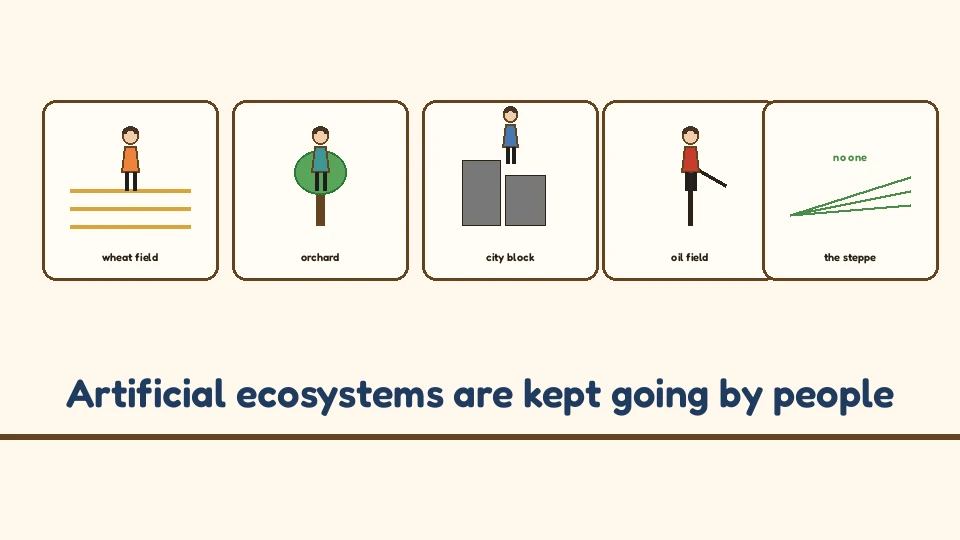 no one
wheat field
orchard
city block
oil field
the steppe
Artificial ecosystems are kept going by people